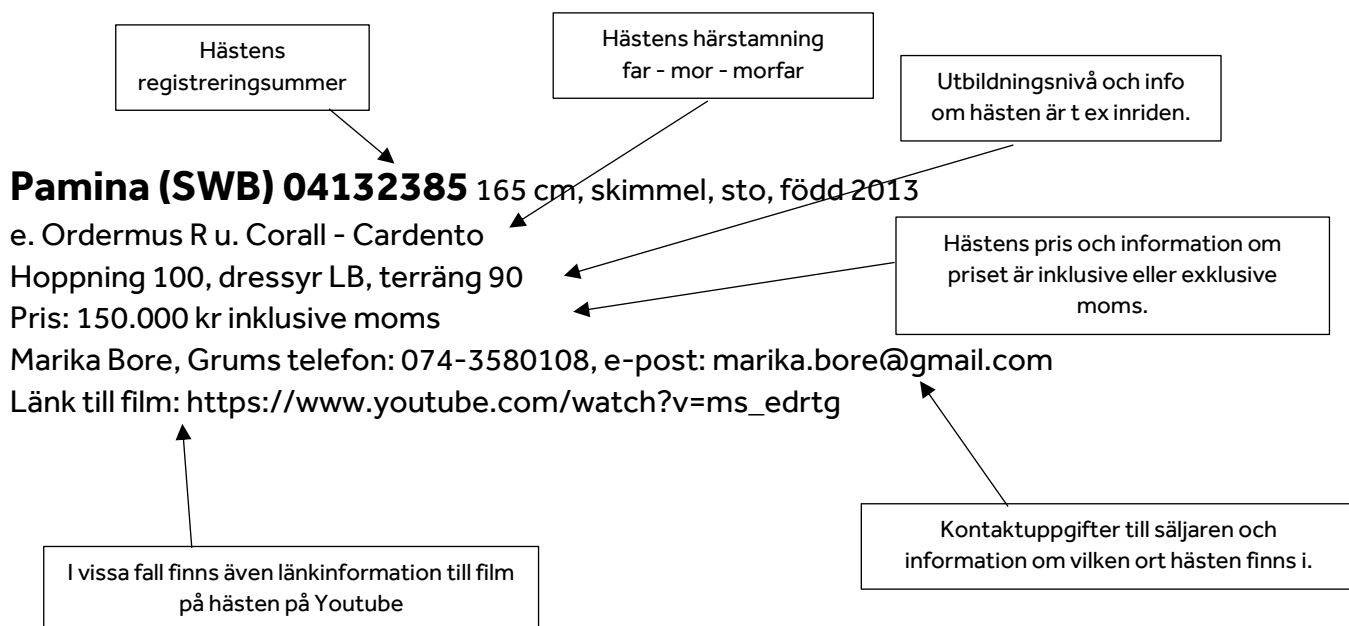 Hästens
registreringsummer
Hästens härstamning
far - mor - morfar
Utbildningsnivå och info
om hästen är t ex inriden.
Pamina (SWB) 04132385 165 cm, skimmel, sto, född 2013
e. Ordermus R u. Corall - Cardento
Hoppning 100, dressyr LB, terräng 90
Pris: 150.000 kr inklusive moms
Hästens pris och information om
priset är inklusive eller exklusive
moms.
Marika Bore, Grums telefon: 074-3580108, e-post: marika.bore@gmail.com
Länk till film: https://www.youtube.com/watch?v=ms_edrtg
Kontaktuppgifter till säljaren och
information om vilken ort hästen finns i.
I vissa fall finns även länkinformation till film
på hästen på Youtube